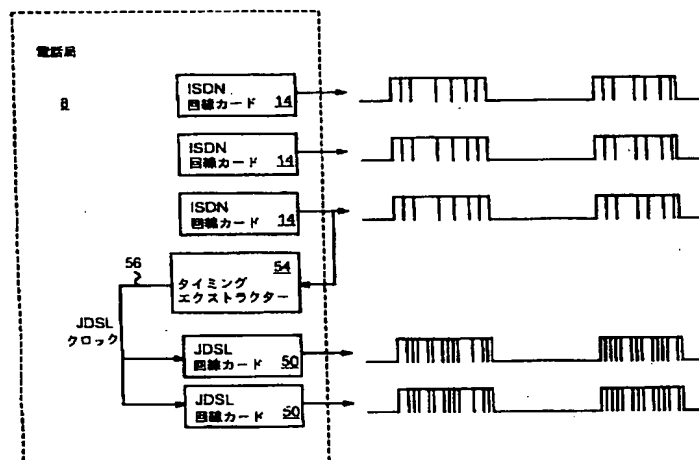 電話局
8
ISDN
回線カード 14
ISDN
回線カード 14
ISDN
回線カード 14
56
54
タイミング
エクストラクター
JDSL
クロック
JDSL
回線カード 50
JDSL
回線カード 50